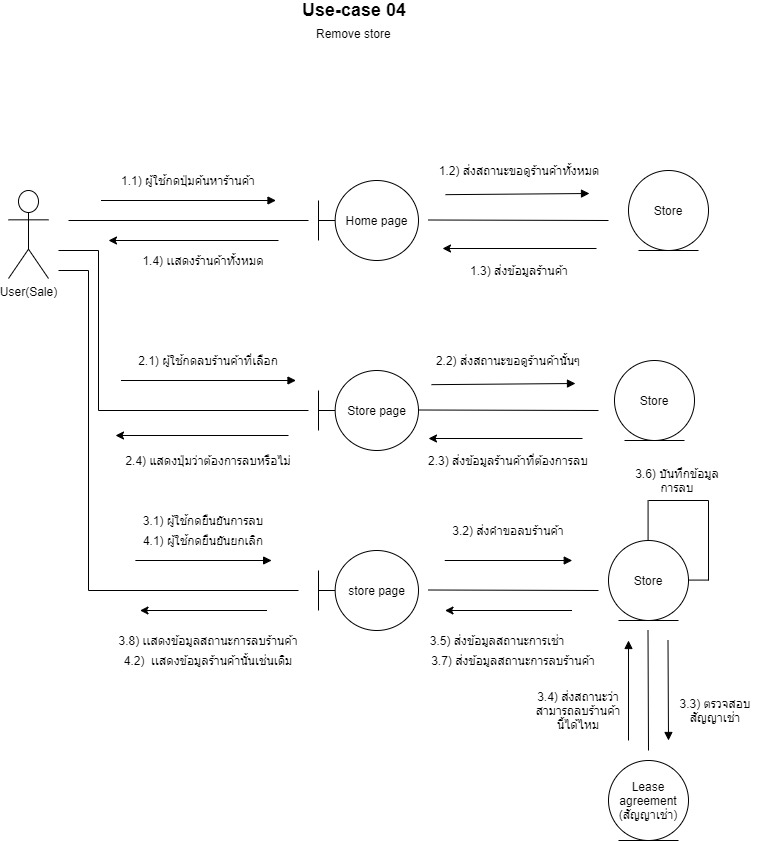 Use-case 04
Remove store
1.1) ผู้ใช้กดปุ่มค้นหาร้านค้า
1.2) ส่งสถานะขอดูร้านค้าทั้งหมด
Home page
Store
1.4) แสดงร้านค้าทั้งหมด
1.3) ส่งข้อมูลร้านค้า
User(Sale)
2.1) ผู้ใช้กดลบร้านค้าที่เลือก
2.2) ส่งสถานะขอดูร้านค้านั้นๆ
Store page
Store
2.4) แสดงปุ่มว่าต้องการลบหรือไม่
2.3) ส่งข้อมูลร้านค้าที่ต้องการลบ
3.6) บันทึกข้อมูล
การลบ
3.1) ผู้ใช้กดยืนยันการลบ
4.1) ผู้ใช้กดยืนยันยกเลิก
3.2) ส่งคำขอลบร้านค้า
store page
Store
3.8) แสดงข้อมูลสถานะการลบร้านค้า
4.2) แสดงข้อมูลร้านค้านั้นเช่นเดิม
3.5) ส่งข้อมูลสถานะการเช่า
3.7) ส่งข้อมูลสถานะการลบร้านค้า
3.4) ส่งสถานะว่า
สามารถลบร้านค้า
นี้ได้ไหม
3.3) ตรวจสอบ
สัญญาเช่า
Lease
agreement
(สัญญาเช่า)